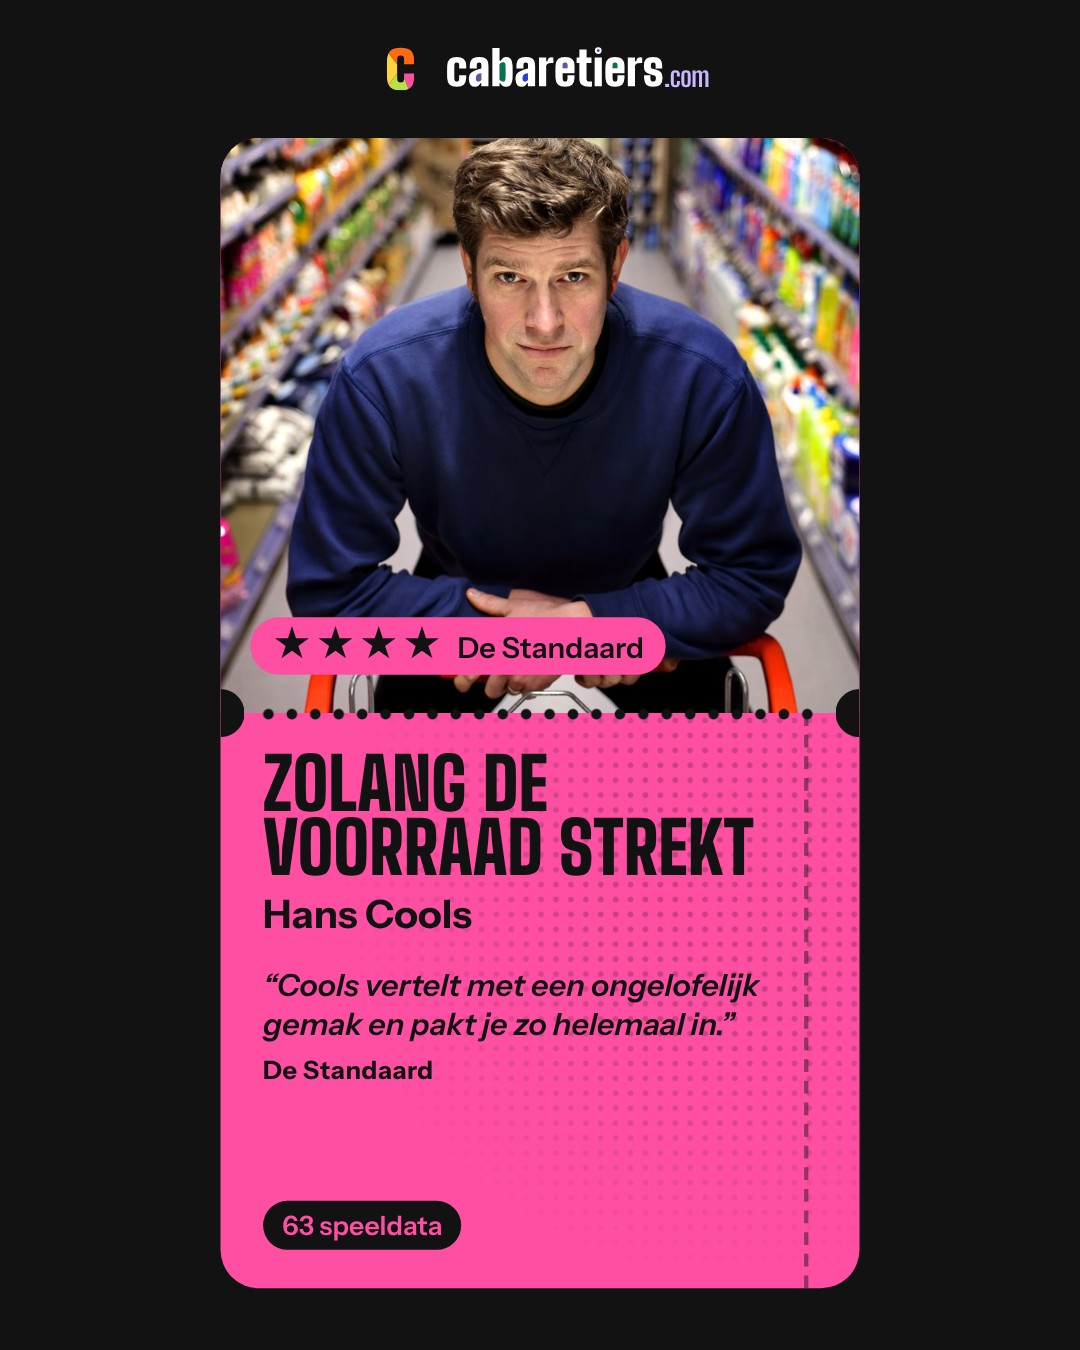 cabaretiers.com
★★★★ De Standaard
ZOLANG DE
VOORRAAD STREKT
Hans Cools
“Cools vertelt met een ongelofelijk
gemak en pakt je zo helemaal in.”
De Standaard
63 speeldata